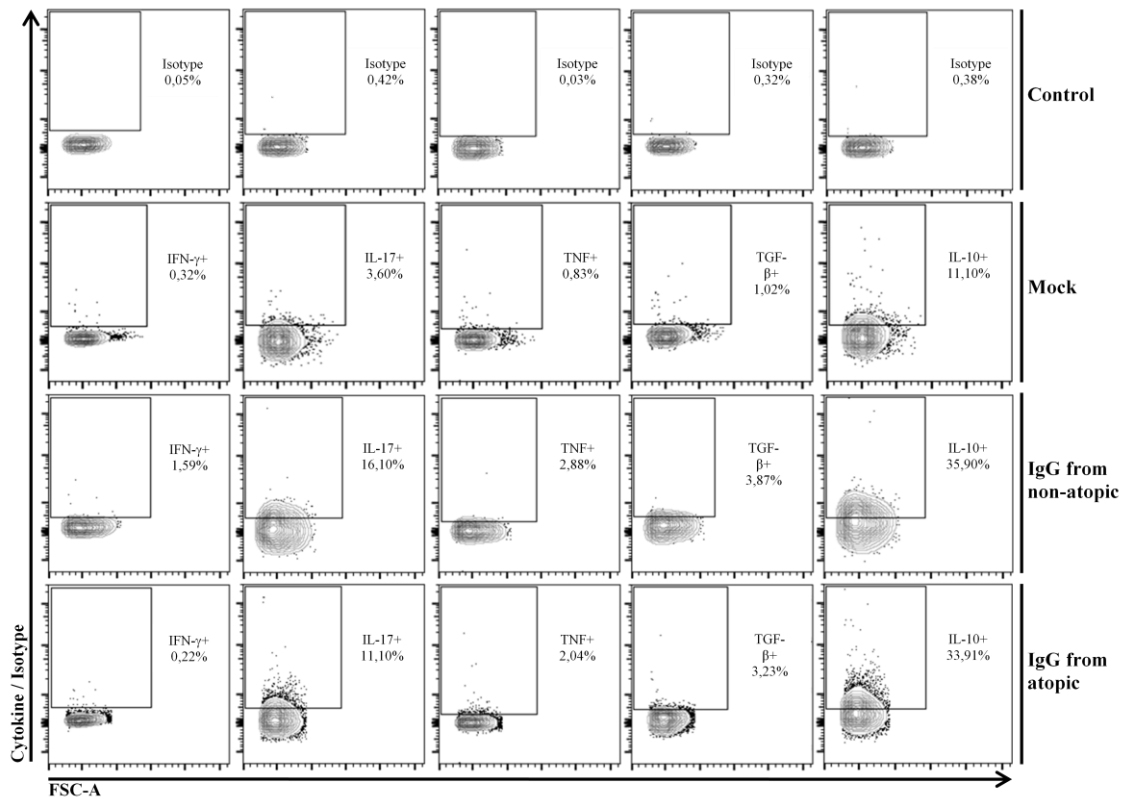 Isotype
0,05%
Isotype
0,42%
Isotype
0,03%
Isotype
0,32%
Isotype
0,38%
Control
IFN-γ+
0,32%
IL-17+
3,60%
TNF+
0,83%
TGF-
β+
1,02%
IL-10+
11,10%
Mock
IFN-γ+
1,59%
IL-17+
16,10%
TNF+
2,88%
TGF-
β+
3,87%
IL-10+
35,90%
IgG from
non-atopic
IFN-γ+
0,22%
IL-17+
11,10%
TNF+
2,04%
TGF-
β+
3,23%
IL-10+
33,91%
IgG from
atopic
Cytokine / Isotype
FSC-A